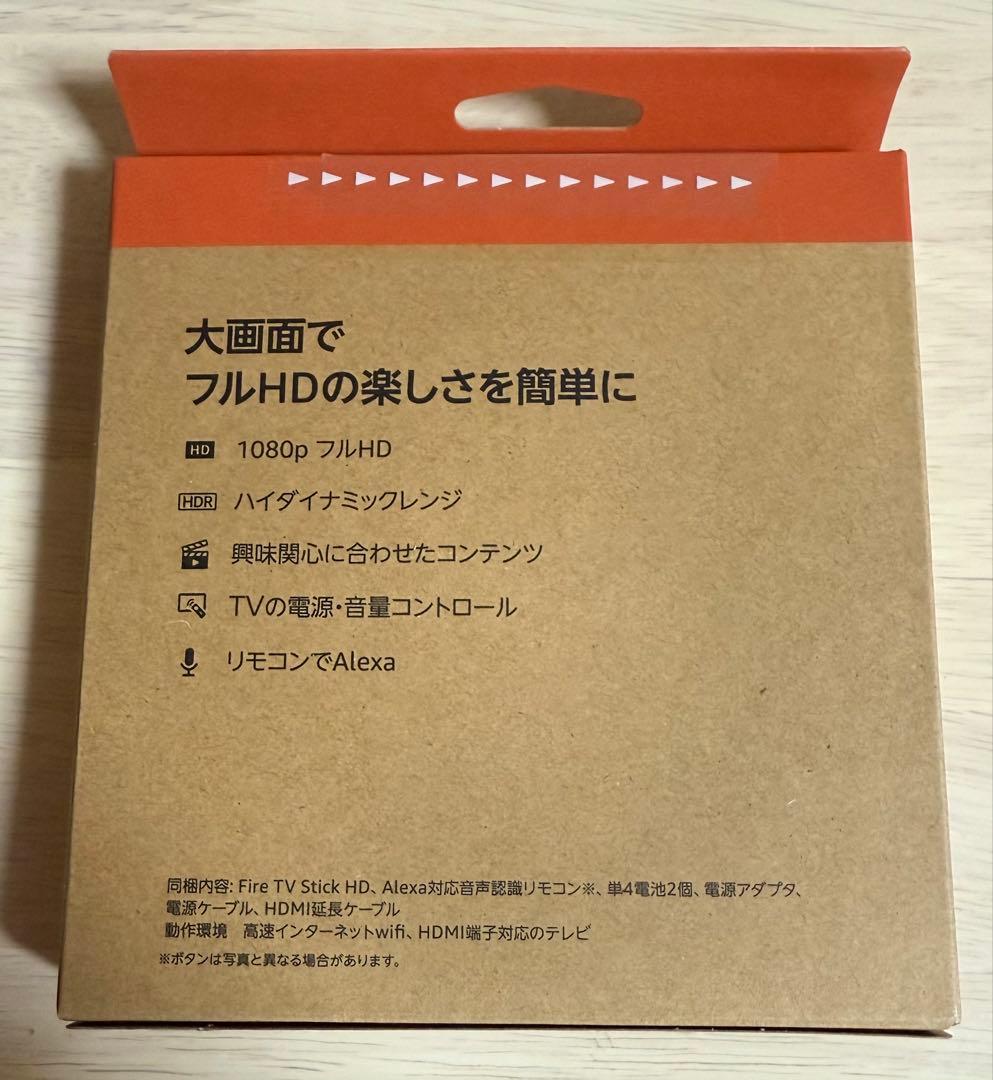 大画面で
フルHDの楽しさを簡単に
HD 1080p フルHD
HDR ハイダイナミックレンジ
興味関心に合わせたコンテンツ
TVの電源・音量コントロール
リモコンでAlexa
同梱内容: Fire TV Stick HD、Alexa対応音声認識リモコン※、単4電池2個、電源アダプタ、
電源ケーブル、HDMI延長ケーブル
動作環境　高速インターネットwifi、HDMI端子対応のテレビ
※ボタンは写真と異なる場合があります。